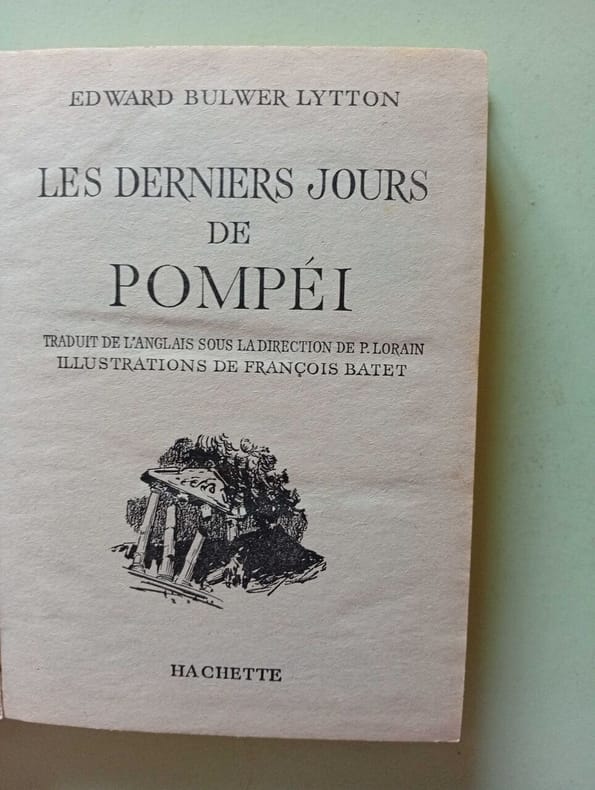 EDWARD BULWER LYTTON
LES DERNIERS JOURS
DE
POMPÉI
TRADUIT DE L'ANGLAIS SOUS LA DIRECTION DE P. LORAIN
ILLUSTRATIONS DE FRANÇOIS BATET
HACHETTE